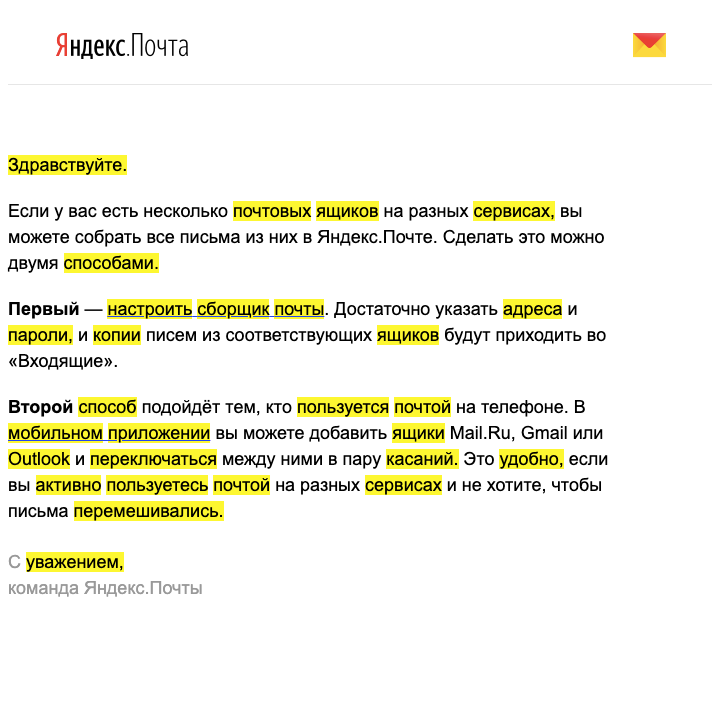 Яндекс.Почта
Здравствуйте.
Если у вас есть несколько почтовых ящиков на разных сервисах, вы
можете собрать все письма из них в Яндекс.Почте. Сделать это можно
двумя способами.
Первый — настроить сборщик почты. Достаточно указать адреса и
пароли, и копии писем из соответствующих ящиков будут приходить во
«Входящие».
Второй способ подойдёт тем, кто пользуется почтой на телефоне. В
мобильном приложении вы можете добавить ящики Mail.Ru, Gmail или
Outlook и переключаться между ними в пару касаний. Это удобно, если
вы активно пользуетесь почтой на разных сервисах и не хотите, чтобы
письма перемешивались.
С уважением,
команда Яндекс.Почты